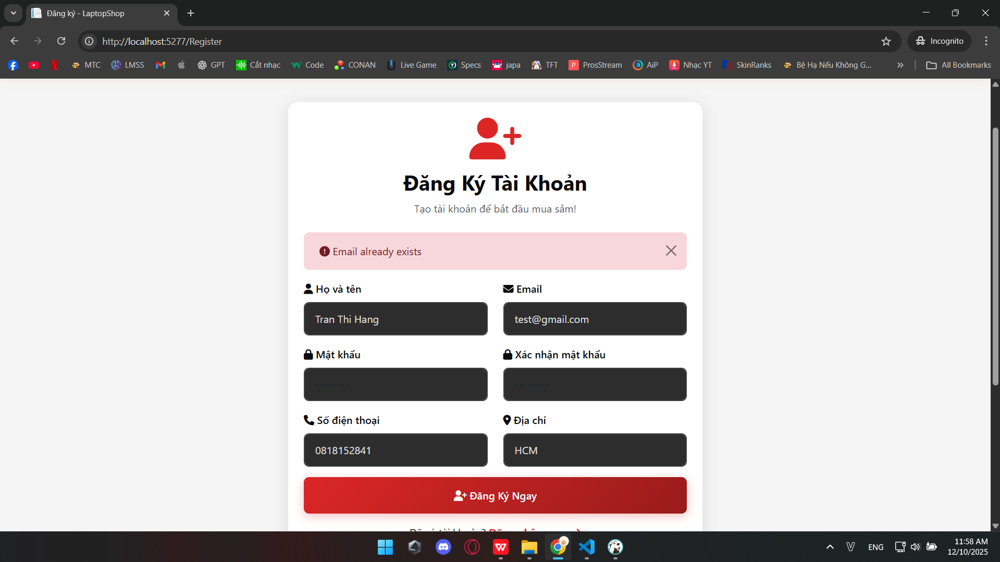 Đăng ký - LaptopShop
http://localhost:5277/Register
Incognito
MTC LMSS GPT Cắt nhạc Code CONAN Live Game Specs japa TFT ProsStream AiP Nhạc YT SkinRanks Bệ Hạ Nếu Không G... All Bookmarks
Đăng Ký Tài Khoản
Tạo tài khoản để bắt đầu mua sắm!
Email already exists
Họ và tên Email
Tran Thi Hang test@gmail.com
Mật khẩu Xác nhận mật khẩu
Số điện thoại Địa chỉ
0818152841 HCM
Đăng Ký Ngay
ENG
11:58 AM
12/10/2025